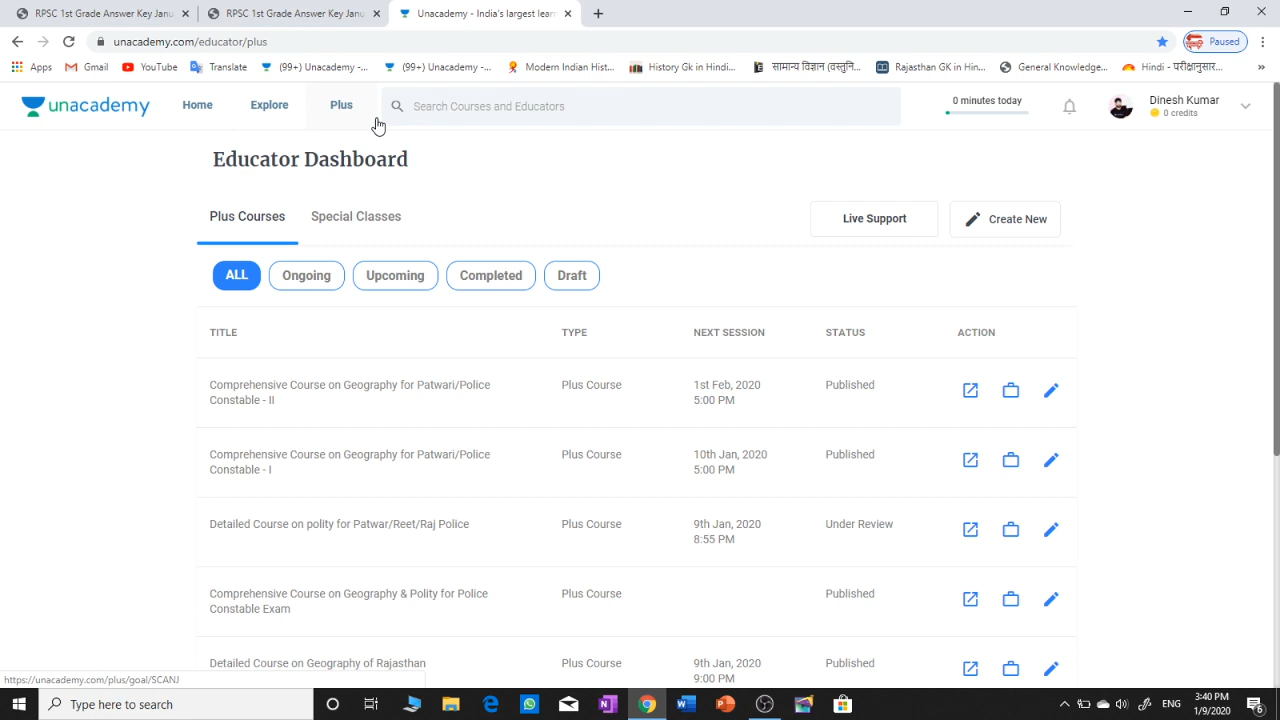 RPSC 1st Grade Answer Key Janu
RPSC 1st Grade Answer Key Janu
Unacademy - India's largest lear
unacademy.com/educator/plus
Paused
Apps
Gmail
YouTube
Translate
(99+) Unacademy -...
(99+) Unacademy -...
Modern Indian Hist...
History Gk in Hindi...
सामान्य विज्ञान (वस्तुनि...
Rajasthan GK in Hin...
General Knowledge...
Hindi - परीक्षानुसार...
»
unacademy
Home
Explore
Plus
Search Courses and Educators
0 minutes today
Dinesh Kumar
0 credits
Educator Dashboard
Plus Courses
Special Classes
Live Support
Create New
ALL
Ongoing
Upcoming
Completed
Draft
TITLE
TYPE
NEXT SESSION
STATUS
ACTION
Comprehensive Course on Geography for Patwari/Police
Constable - II
Plus Course
1st Feb, 2020
5:00 PM
Published
Comprehensive Course on Geography for Patwari/Police
Constable - I
Plus Course
10th Jan, 2020
5:00 PM
Published
Detailed Course on polity for Patwar/Reet/Raj Police
Plus Course
9th Jan, 2020
8:55 PM
Under Review
Comprehensive Course on Geography & Polity for Police
Constable Exam
Plus Course
Published
Detailed Course on Geography of Rajasthan
Plus Course
9th Jan, 2020
9:00 PM
Published
https://unacademy.com/plus/goal/SCANJ
Type here to search
ENG
3:40 PM
1/9/2020
6